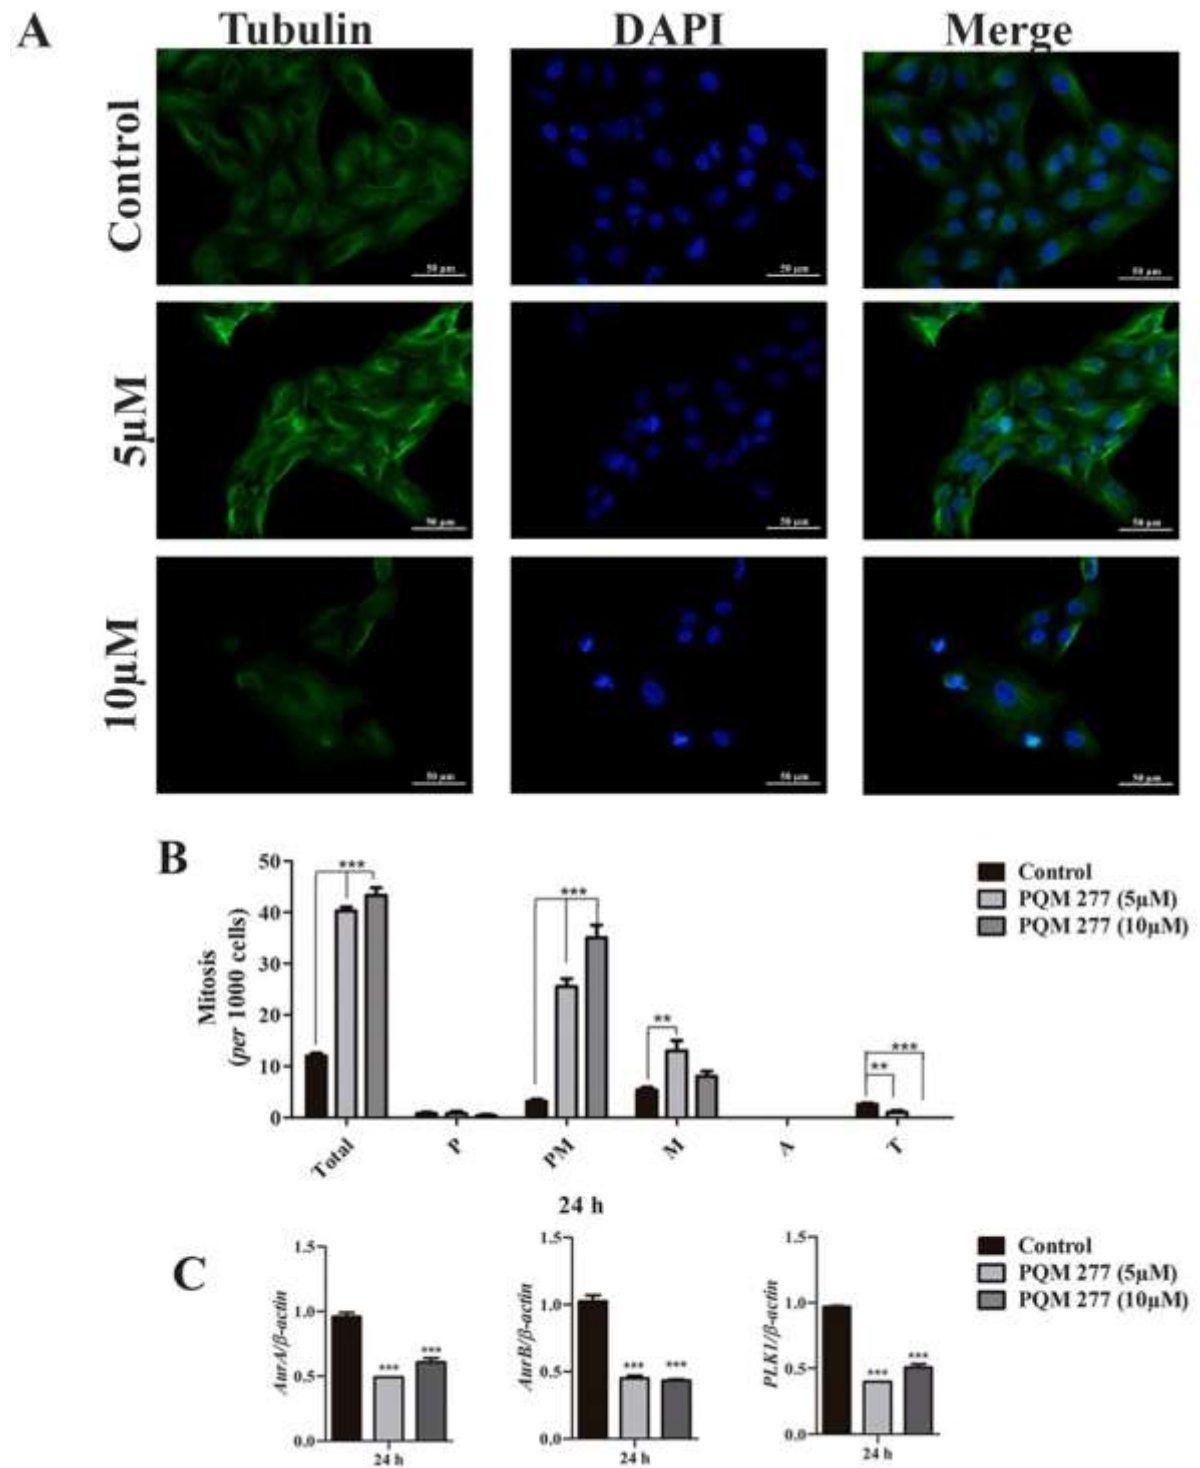 A
Tubulin DAPI Merge
Control
50 µm 50 µm 50 µm
5µM
50 µm 50 µm 50 µm
10µM
50 µm 50 µm 50 µm
B
Mitosis
(per 1000 cells)
50
40
30
20
10
0
***
***
**
***
**
Total P PM M A T
24 h
Control
PQM 277 (5µM)
PQM 277 (10µM)
C
AurA/β-actin
1.5
1.0
0.5
0.0
*** ***
24 h
AurB/β-actin
1.5
1.0
0.5
0.0
*** ***
24 h
PLK1/β-actin
1.5
1.0
0.5
0.0
*** ***
24 h
Control
PQM 277 (5µM)
PQM 277 (10µM)